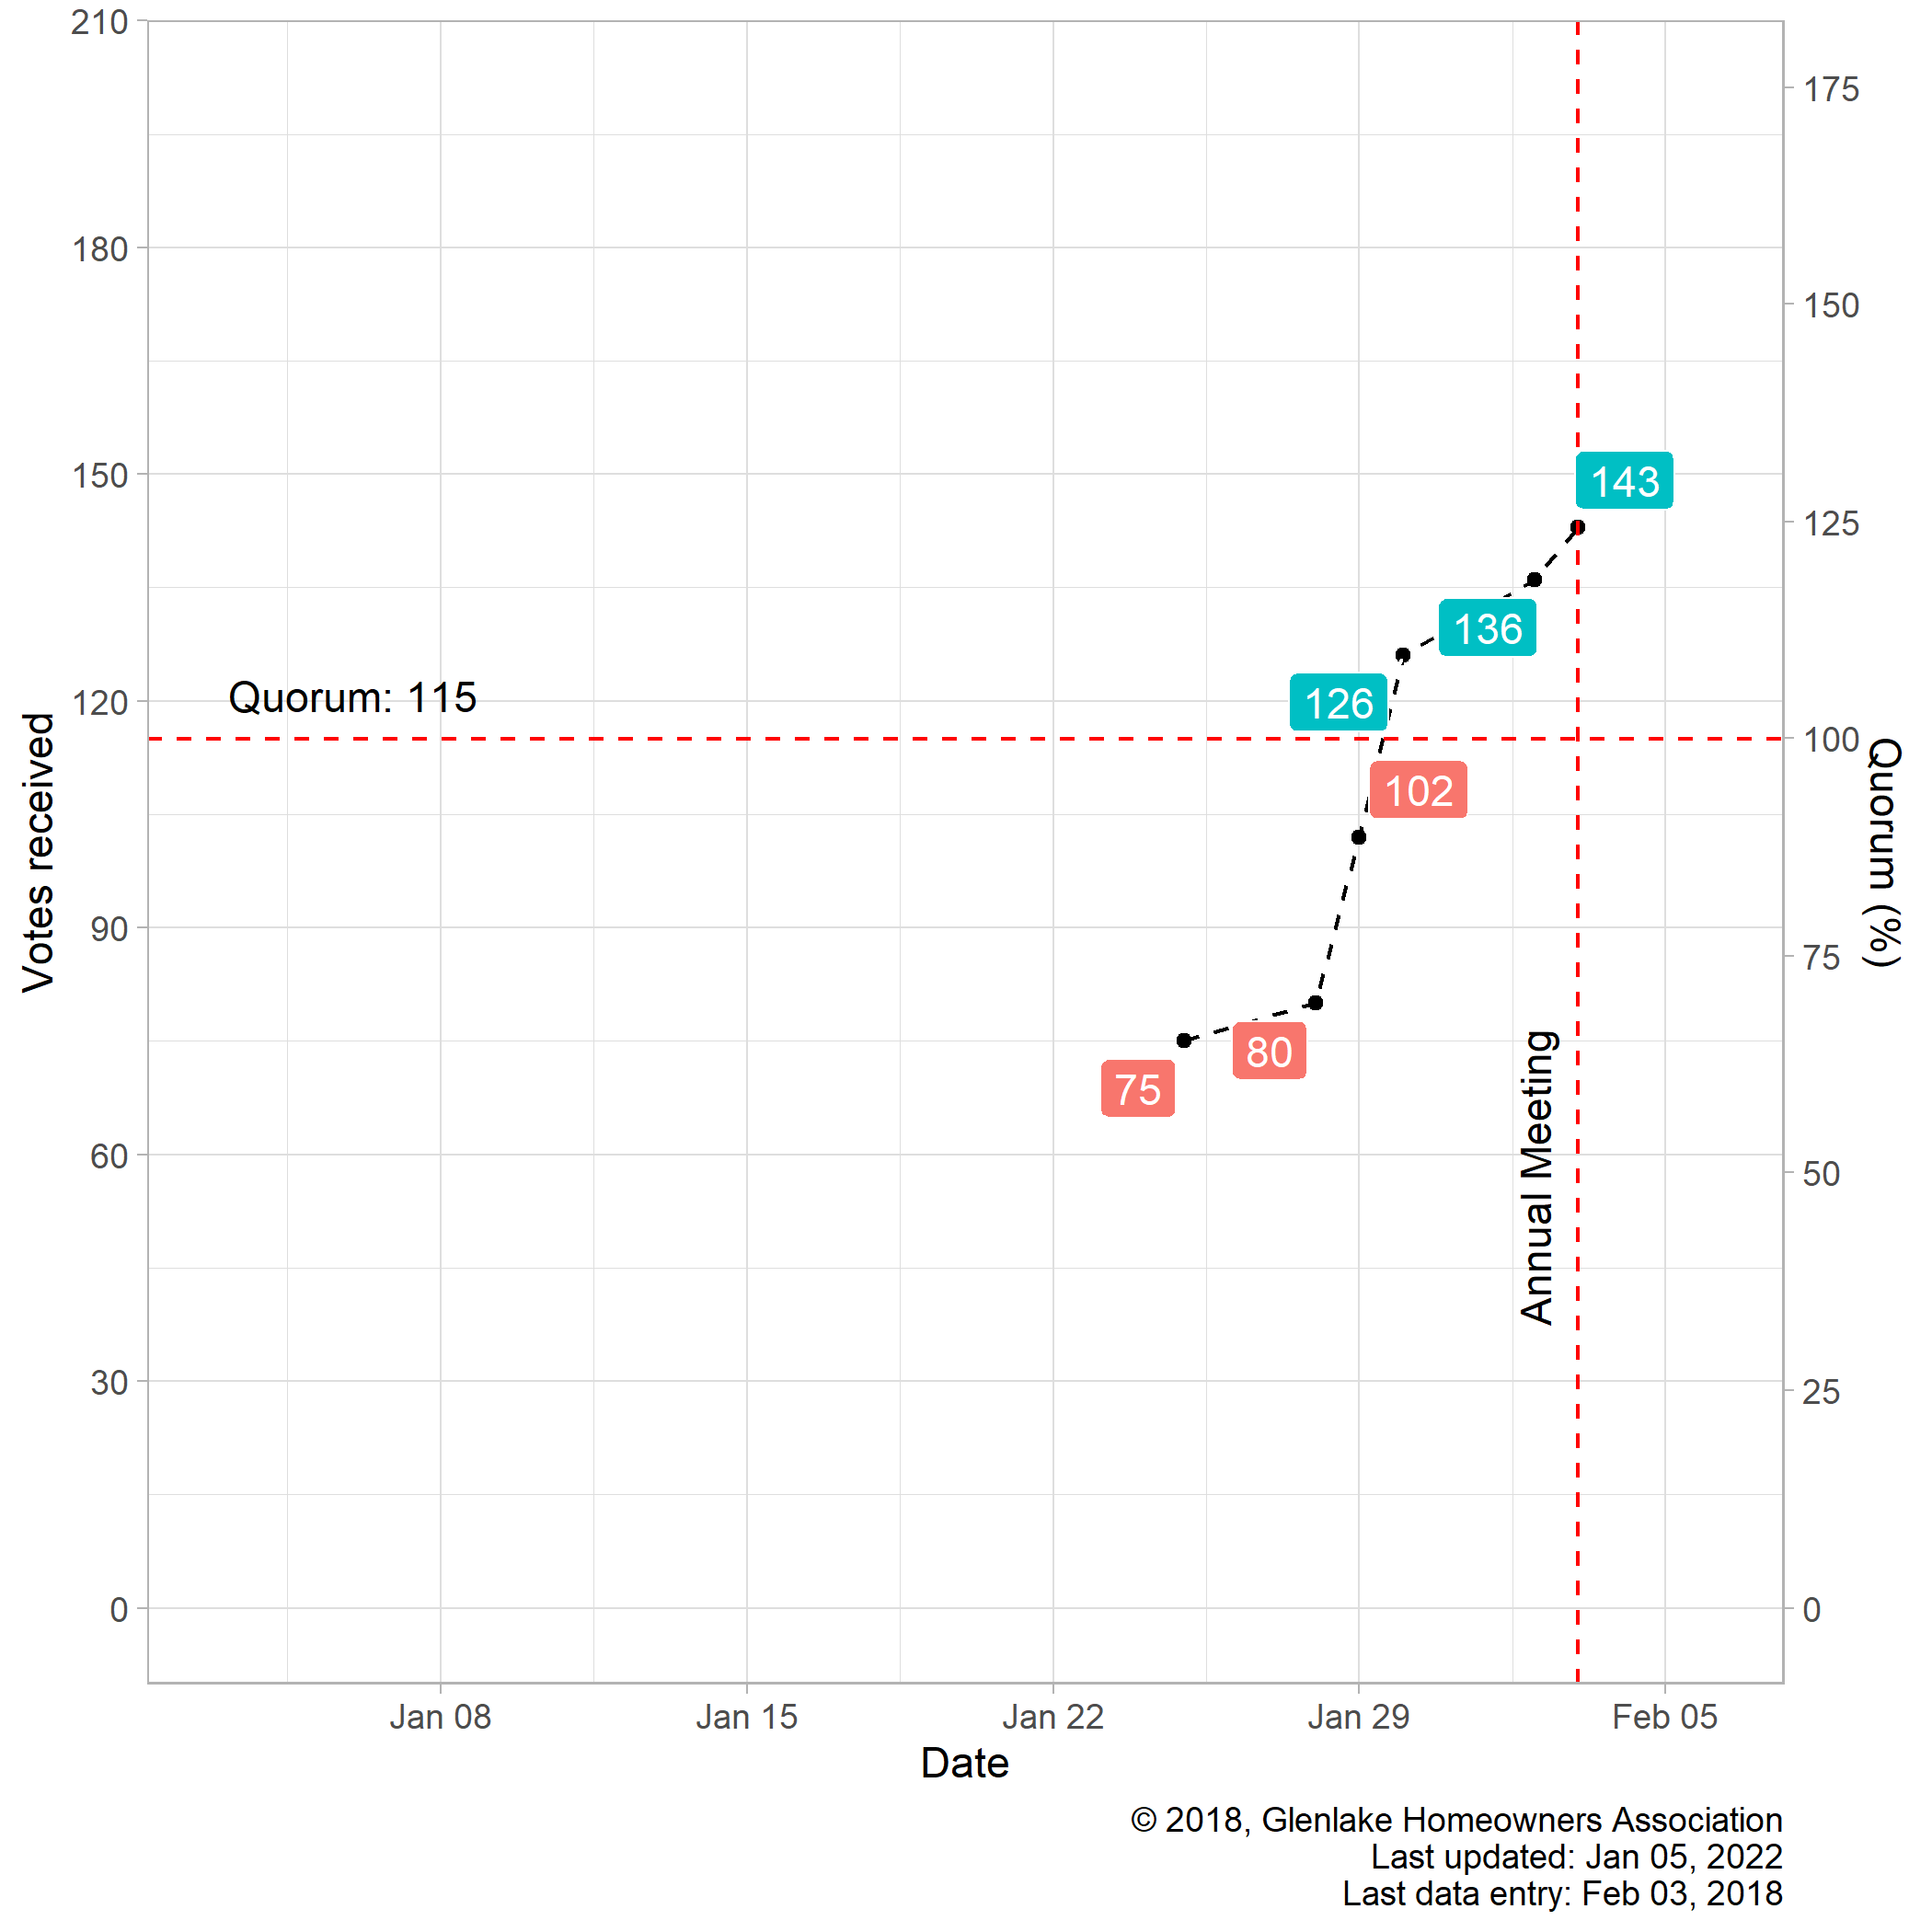 210
180
150
120
90
60
30
0
Votes received
175
150
125
100
75
50
25
0
Quorum (%)
Quorum: 115
143
136
126
102
80
75
Annual Meeting
Jan 08
Jan 15
Jan 22
Jan 29
Feb 05
Date
© 2018, Glenlake Homeowners Association
Last updated: Jan 05, 2022
Last data entry: Feb 03, 2018